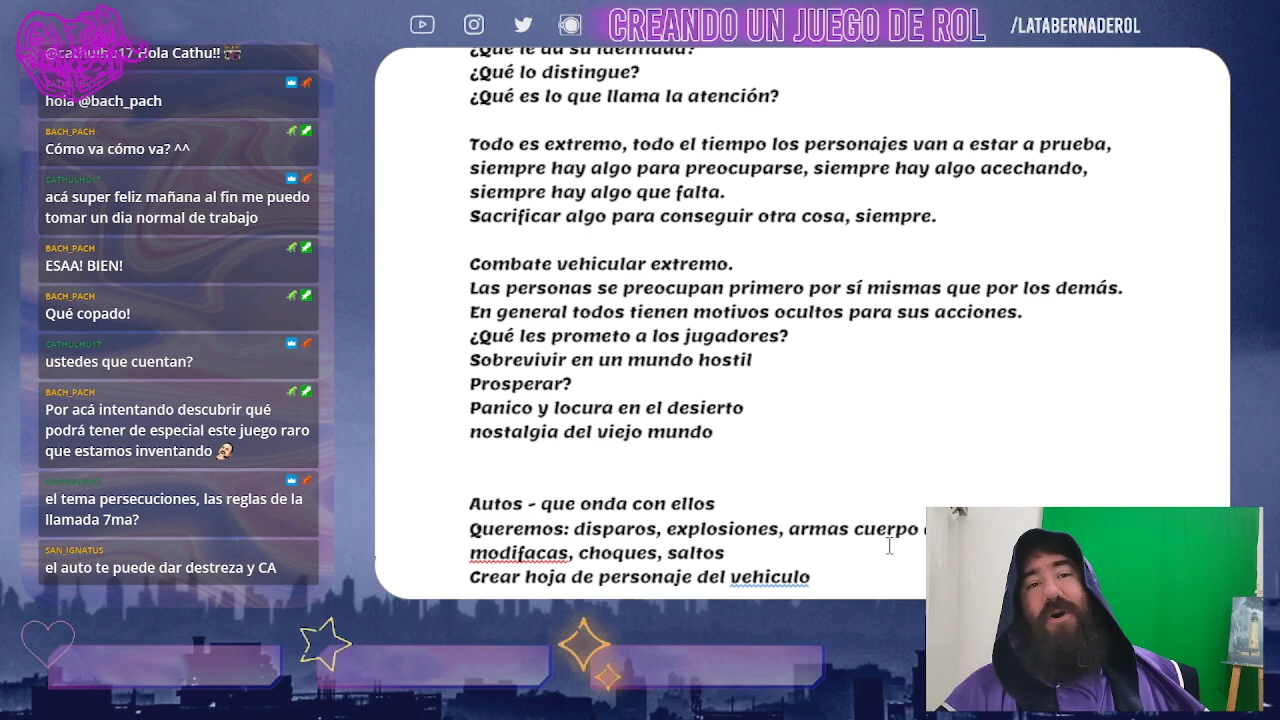 CREANDO UN JUEGO DE ROL
/LATABERNADEROL
@cathulhu17 Hola Cathu!!
CATHULHU17
hola @bach_pach
BACH_PACH
Cómo va cómo va? ^^
CATHULHU17
acá super feliz mañana al fin me puedo
tomar un dia normal de trabajo
BACH_PACH
ESAA! BIEN!
BACH_PACH
Qué copado!
CATHULHU17
ustedes que cuentan?
BACH_PACH
Por acá intentando descubrir qué
podrá tener de especial este juego raro
que estamos inventando
CATHULHU17
el tema persecuciones, las reglas de la
llamada 7ma?
SAN_IGNATUS
el auto te puede dar destreza y CA
¿Qué le da su identidad?
¿Qué lo distingue?
¿Qué es lo que llama la atención?
Todo es extremo, todo el tiempo los personajes van a estar a prueba,
siempre hay algo para preocuparse, siempre hay algo acechando,
siempre hay algo que falta.
Sacrificar algo para conseguir otra cosa, siempre.
Combate vehicular extremo.
Las personas se preocupan primero por sí mismas que por los demás.
En general todos tienen motivos ocultos para sus acciones.
¿Qué les prometo a los jugadores?
Sobrevivir en un mundo hostil
Prosperar?
Panico y locura en el desierto
nostalgia del viejo mundo
Autos - que onda con ellos
Queremos: disparos, explosiones, armas cuerpo
modifacas, choques, saltos
Crear hoja de personaje del vehiculo